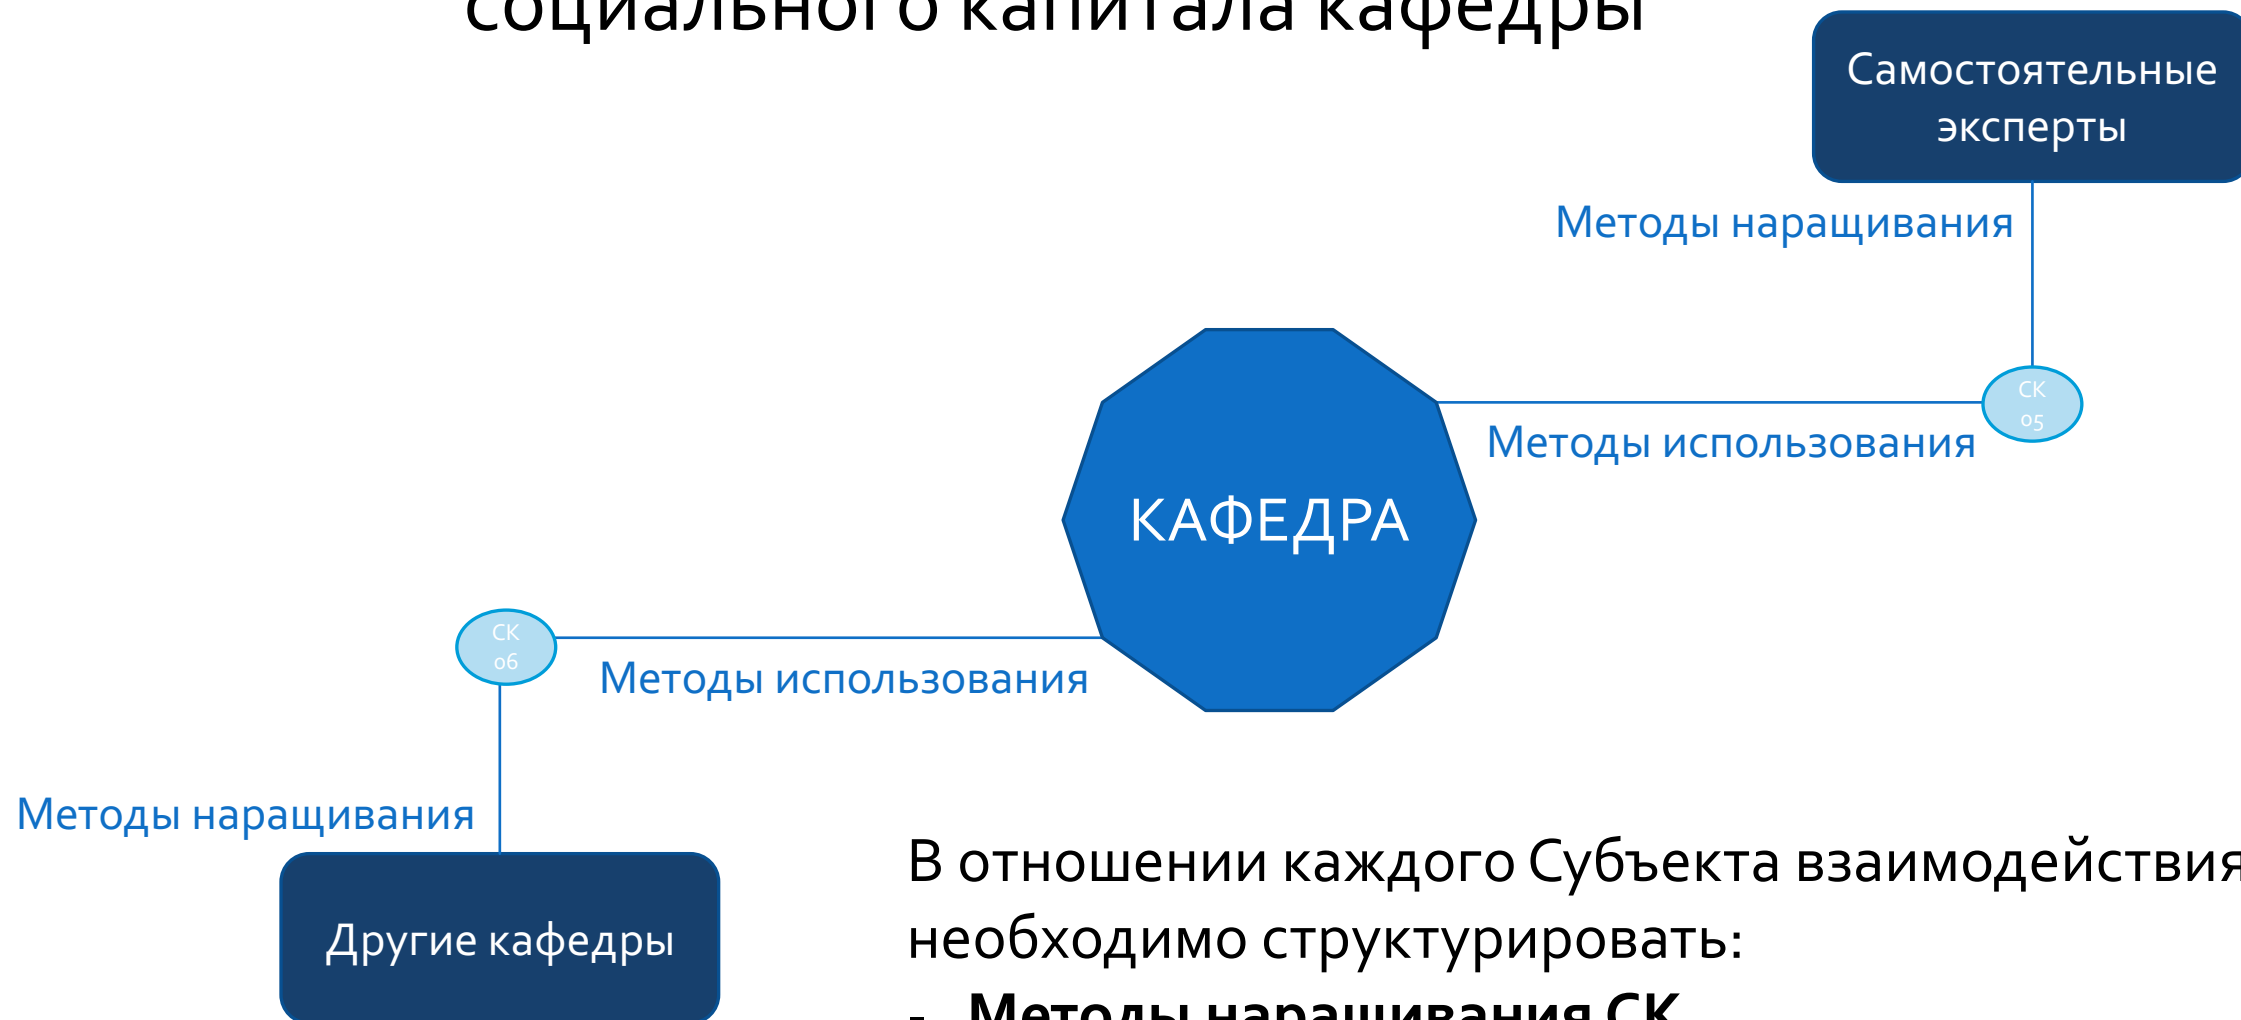 социального капитала кафедры
Самостоятельные
эксперты
Методы наращивания
СК
05
Методы использования
КАФЕДРА
СК
06
Методы использования
Методы наращивания
Другие кафедры
В отношении каждого Субъекта взаимодействия
необходимо структурировать:
- Методы наращивания СК